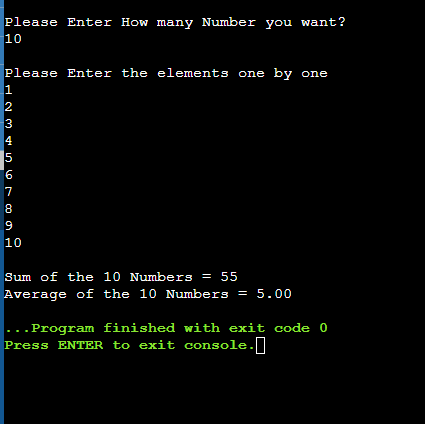 Please Enter How many Number you want?
10
Please Enter the elements one by one
1
2
3
4
5
6
7
8
9
10
Sum of the 10 Numbers = 55
Average of the 10 Numbers = 5.00
...Program finished with exit code 0
Press ENTER to exit console.